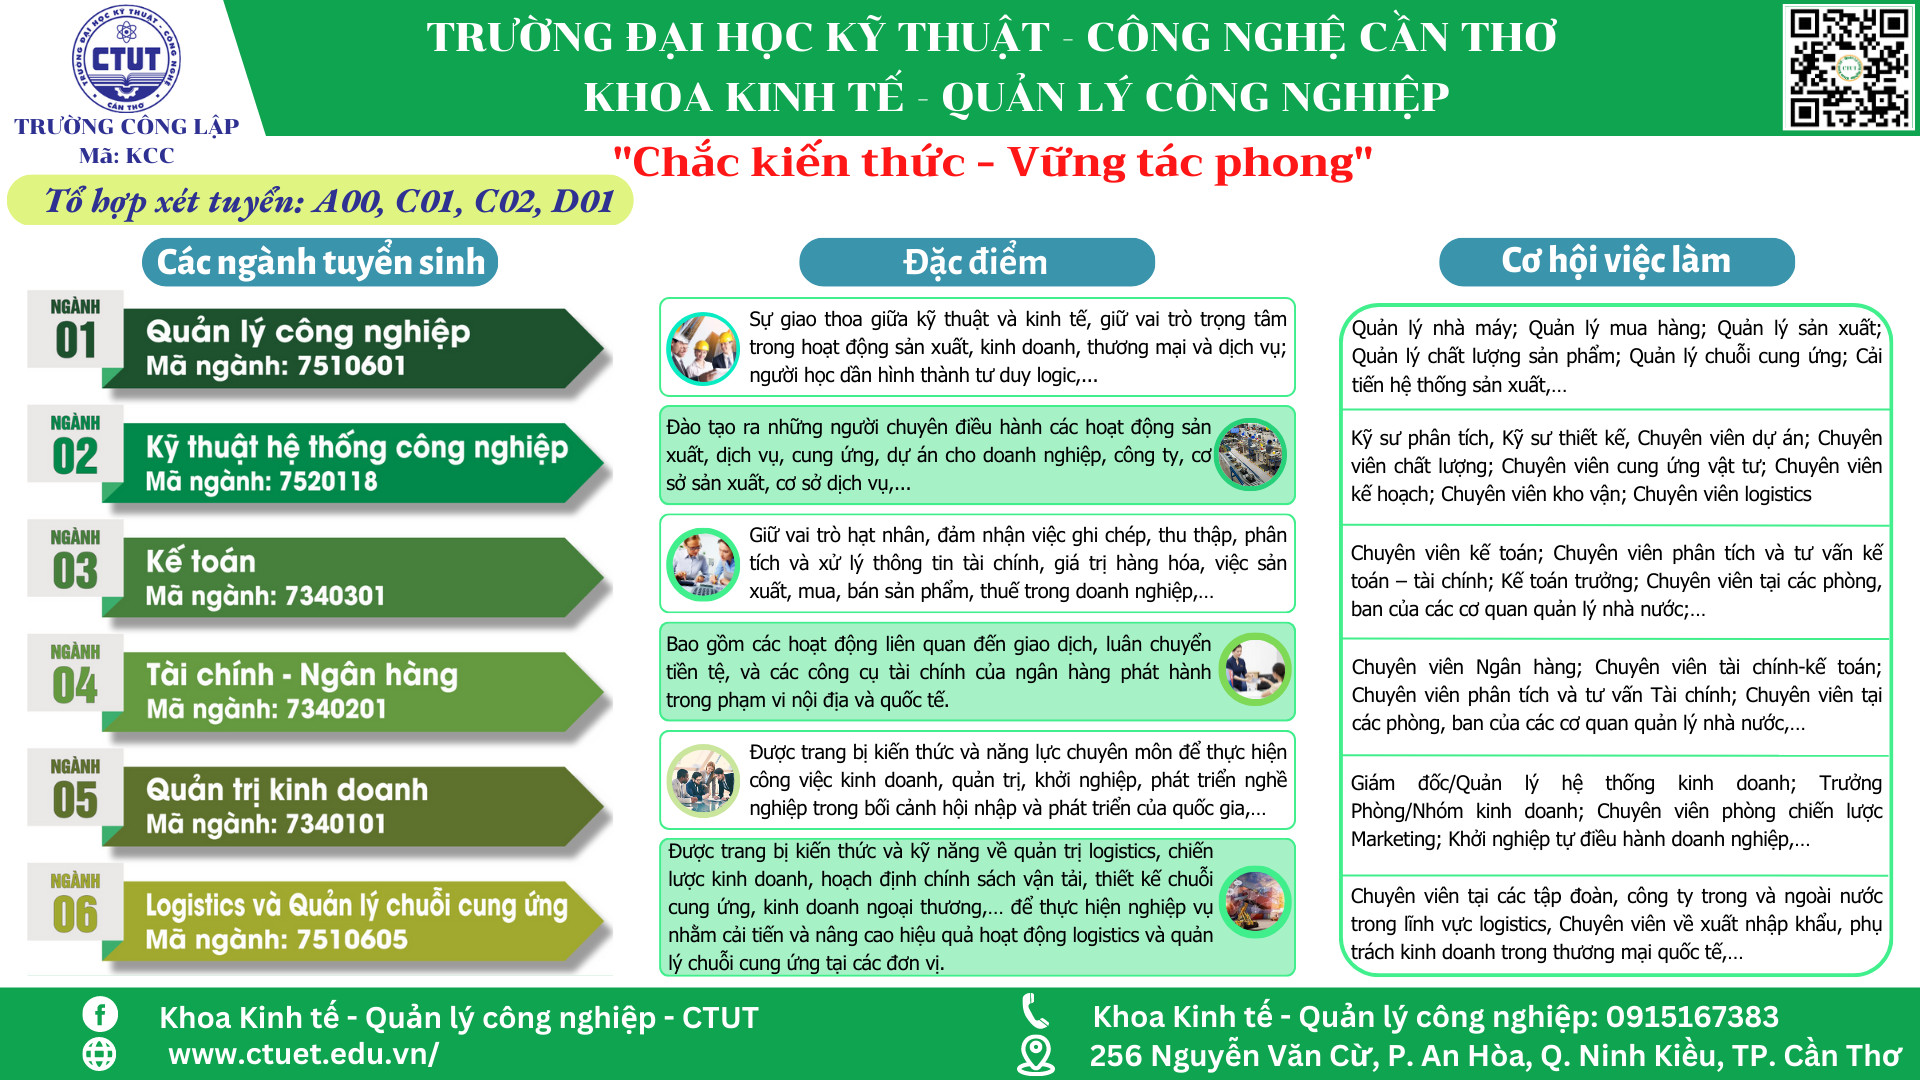 TRƯỜNG ĐẠI HỌC KỸ THUẬT - CÔNG NGHỆ
CTUT
CẦN THƠ
TRƯỜNG CÔNG LẬP
Mã: KCC
TRƯỜNG ĐẠI HỌC KỸ THUẬT - CÔNG NGHỆ CẦN THƠ
KHOA KINH TẾ - QUẢN LÝ CÔNG NGHIỆP
CTUT
"Chắc kiến thức - Vững tác phong"
Tổ hợp xét tuyển: A00, C01, C02, D01
Các ngành tuyển sinh
NGÀNH
01
Quản lý công nghiệp
Mã ngành: 7510601
NGÀNH
02
Kỹ thuật hệ thống công nghiệp
Mã ngành: 7520118
NGÀNH
03
Kế toán
Mã ngành: 7340301
NGÀNH
04
Tài chính - Ngân hàng
Mã ngành: 7340201
NGÀNH
05
Quản trị kinh doanh
Mã ngành: 7340101
NGÀNH
06
Logistics và Quản lý chuỗi cung ứng
Mã ngành: 7510605
Đặc điểm
Sự giao thoa giữa kỹ thuật và kinh tế, giữ vai trò trọng tâm
trong hoạt động sản xuất, kinh doanh, thương mại và dịch vụ;
người học dần hình thành tư duy logic,...
Đào tạo ra những người chuyên điều hành các hoạt động sản
xuất, dịch vụ, cung ứng, dự án cho doanh nghiệp, công ty, cơ
sở sản xuất, cơ sở dịch vụ,...
Giữ vai trò hạt nhân, đảm nhận việc ghi chép, thu thập, phân
tích và xử lý thông tin tài chính, giá trị hàng hóa, việc sản
xuất, mua, bán sản phẩm, thuế trong doanh nghiệp,...
Bao gồm các hoạt động liên quan đến giao dịch, luân chuyển
tiền tệ, và các công cụ tài chính của ngân hàng phát hành
trong phạm vi nội địa và quốc tế.
Được trang bị kiến thức và năng lực chuyên môn để thực hiện
công việc kinh doanh, quản trị, khởi nghiệp, phát triển nghề
nghiệp trong bối cảnh hội nhập và phát triển của quốc gia,...
Được trang bị kiến thức và kỹ năng về quản trị logistics, chiến
lược kinh doanh, hoạch định chính sách vận tải, thiết kế chuỗi
cung ứng, kinh doanh ngoại thương,... để thực hiện nghiệp vụ
nhằm cải tiến và nâng cao hiệu quả hoạt động logistics và quản
lý chuỗi cung ứng tại các đơn vị.
Cơ hội việc làm
Quản lý nhà máy; Quản lý mua hàng; Quản lý sản xuất;
Quản lý chất lượng sản phẩm; Quản lý chuỗi cung ứng; Cải
tiến hệ thống sản xuất,...
Kỹ sư phân tích, Kỹ sư thiết kế, Chuyên viên dự án; Chuyên
viên chất lượng; Chuyên viên cung ứng vật tư; Chuyên viên
kế hoạch; Chuyên viên kho vận; Chuyên viên logistics
Chuyên viên kế toán; Chuyên viên phân tích và tư vấn kế
toán – tài chính; Kế toán trưởng; Chuyên viên tại các phòng,
ban của các cơ quan quản lý nhà nước;...
Chuyên viên Ngân hàng; Chuyên viên tài chính-kế toán;
Chuyên viên phân tích và tư vấn Tài chính; Chuyên viên tại
các phòng, ban của các cơ quan quản lý nhà nước,...
Giám đốc/Quản lý hệ thống kinh doanh; Trưởng
Phòng/Nhóm kinh doanh; Chuyên viên phòng chiến lược
Marketing; Khởi nghiệp tự điều hành doanh nghiệp,...
Chuyên viên tại các tập đoàn, công ty trong và ngoài nước
trong lĩnh vực logistics, Chuyên viên về xuất nhập khẩu, phụ
trách kinh doanh trong thương mại quốc tế,...
Khoa Kinh tế - Quản lý công nghiệp - CTUT
www.ctuet.edu.vn/
Khoa Kinh tế - Quản lý công nghiệp: 0915167383
256 Nguyễn Văn Cừ, P. An Hòa, Q. Ninh Kiều, TP. Cần Thơ